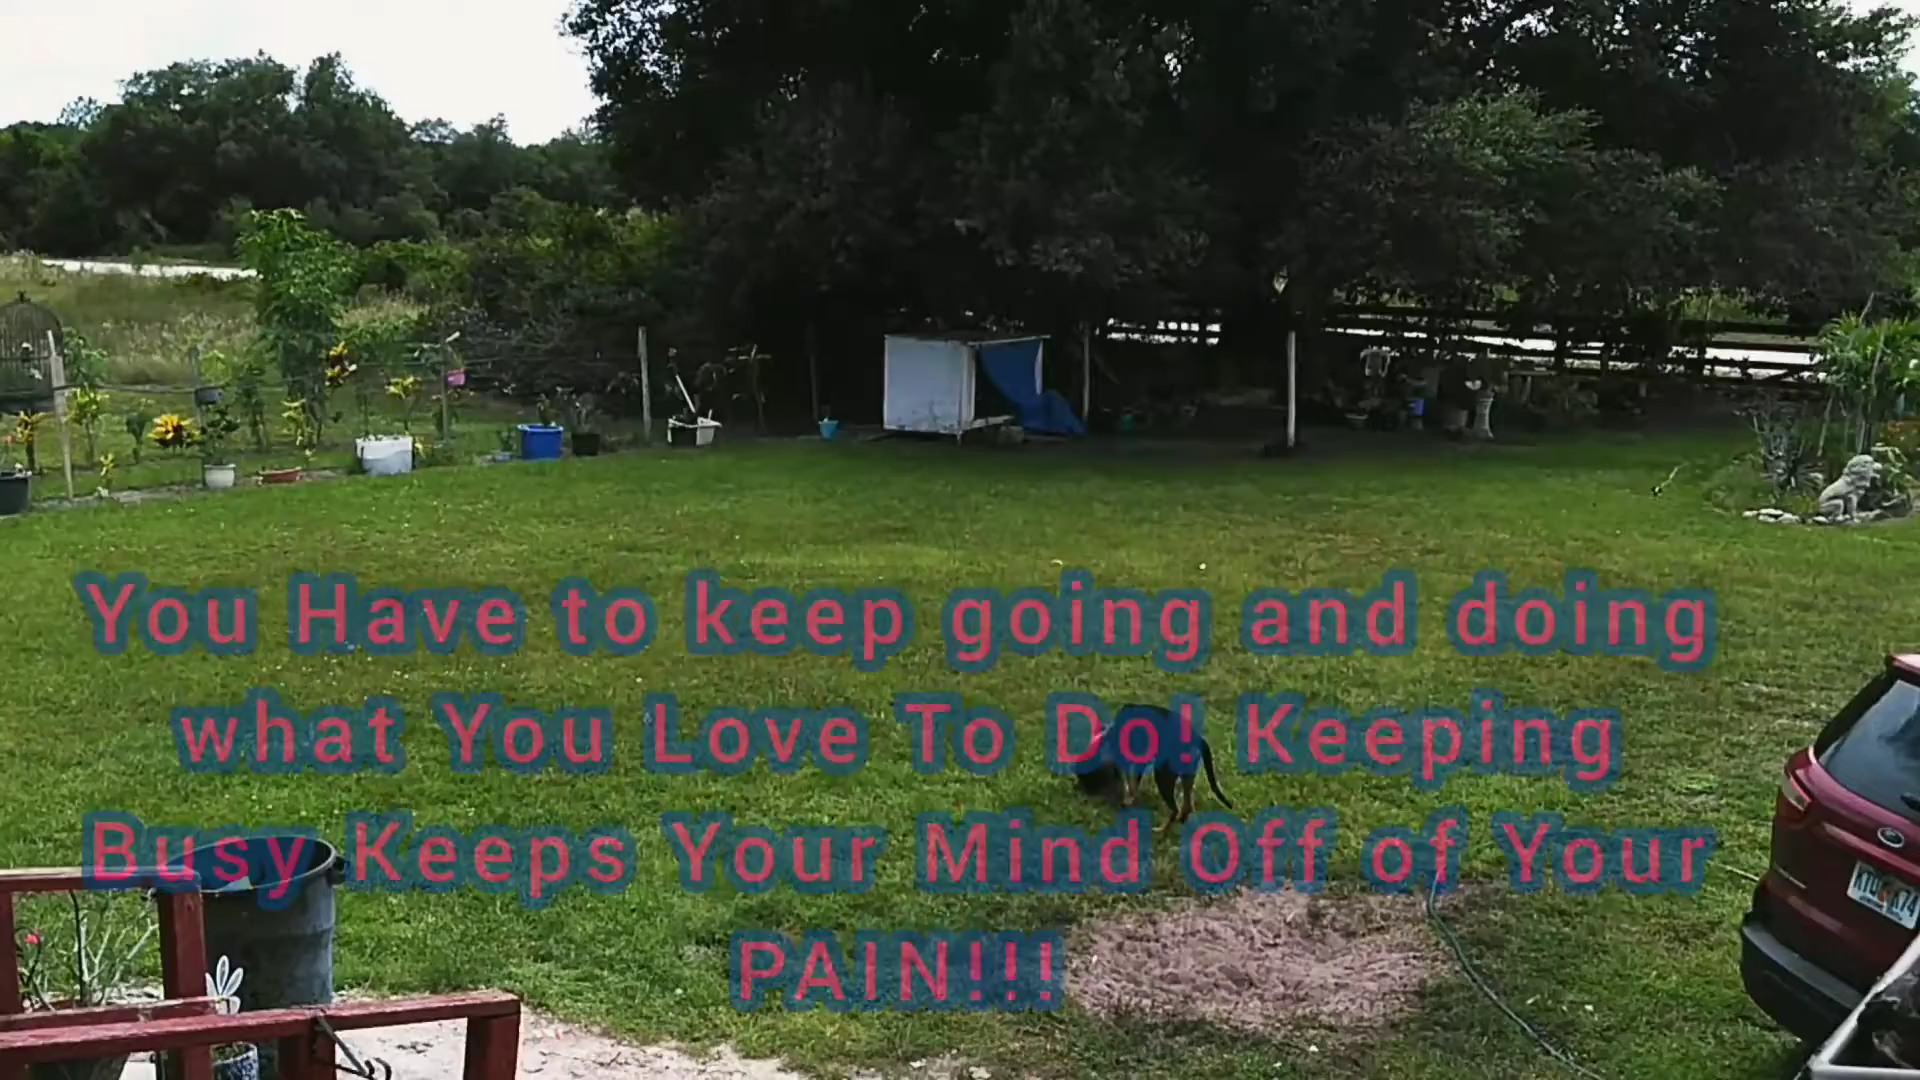 You Have to keep going and doing
what You Love To Do! Keeping
Busy Keeps Your Mind Off of Your
PAIN!!!